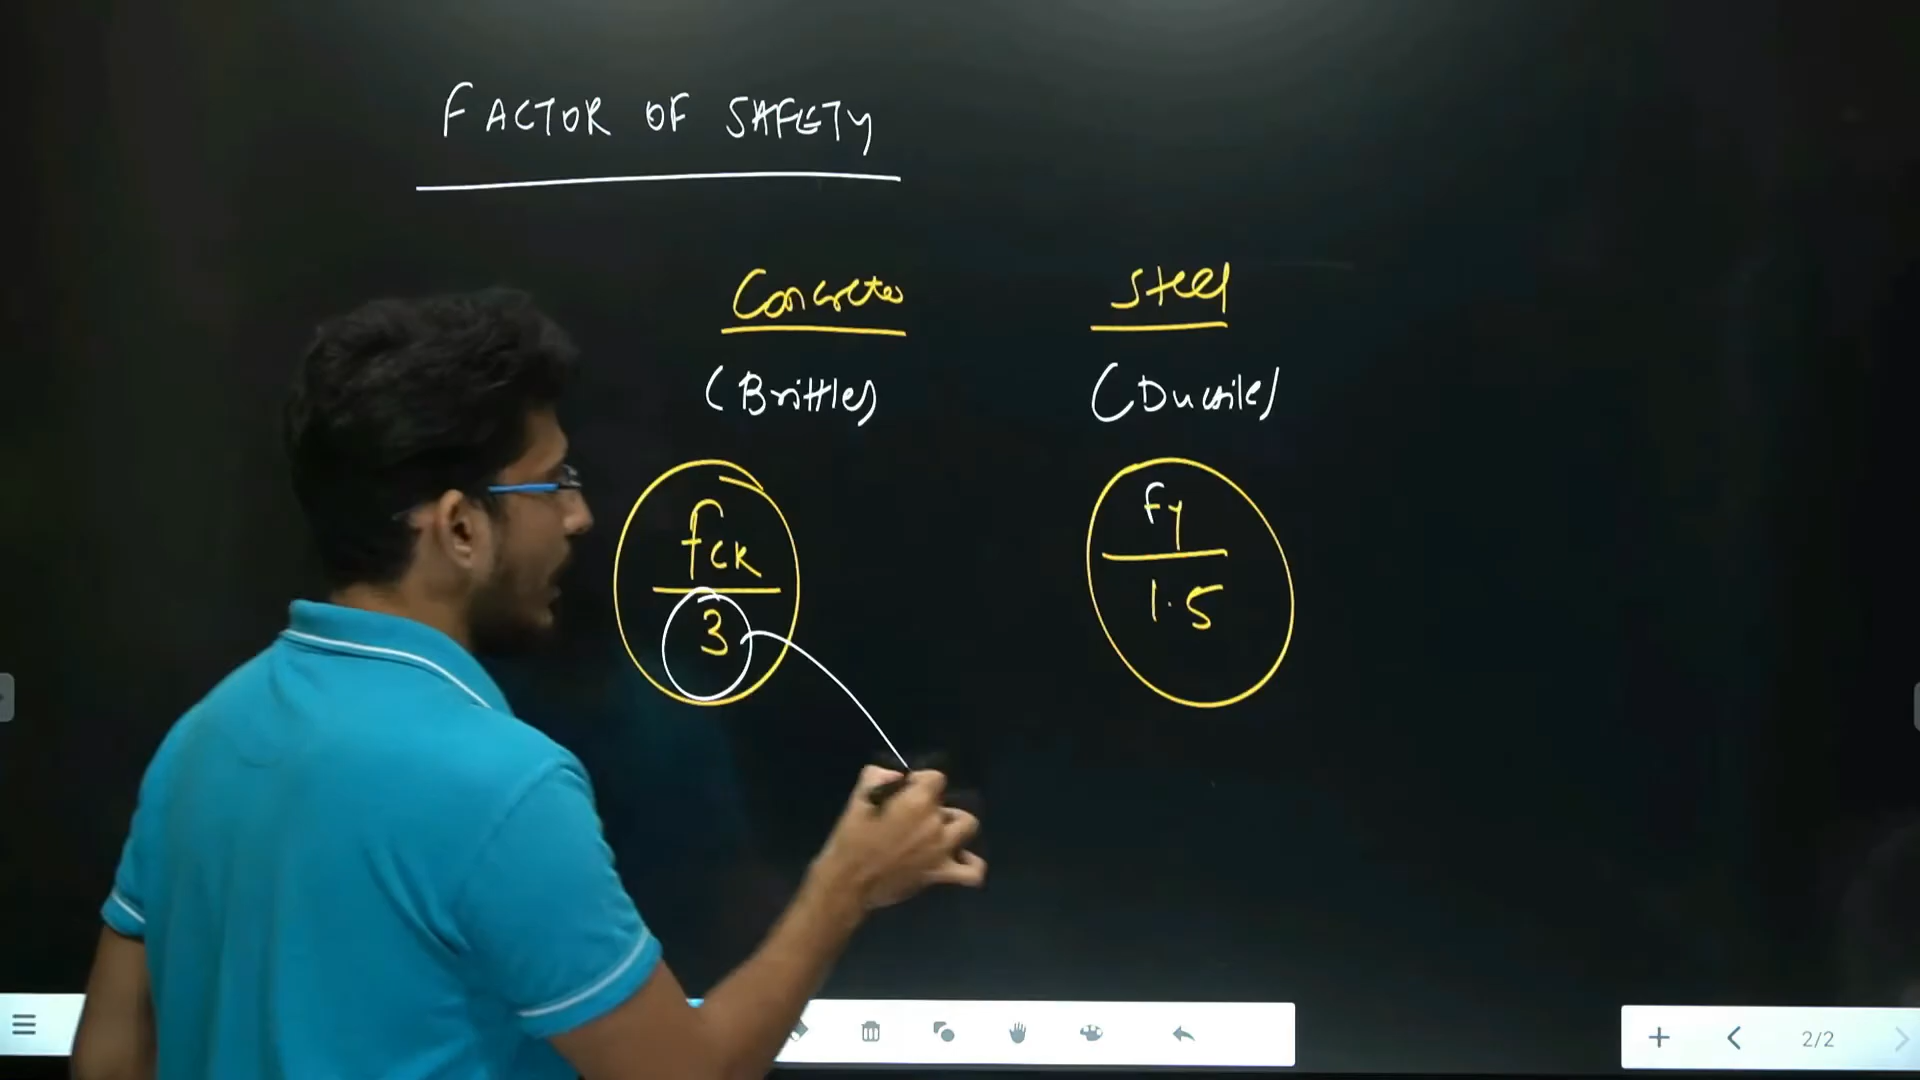 FACTOR OF SAFETY
Concrete Steel
(Brittle) (Ductile)
fck fy
3 1.5
2/2